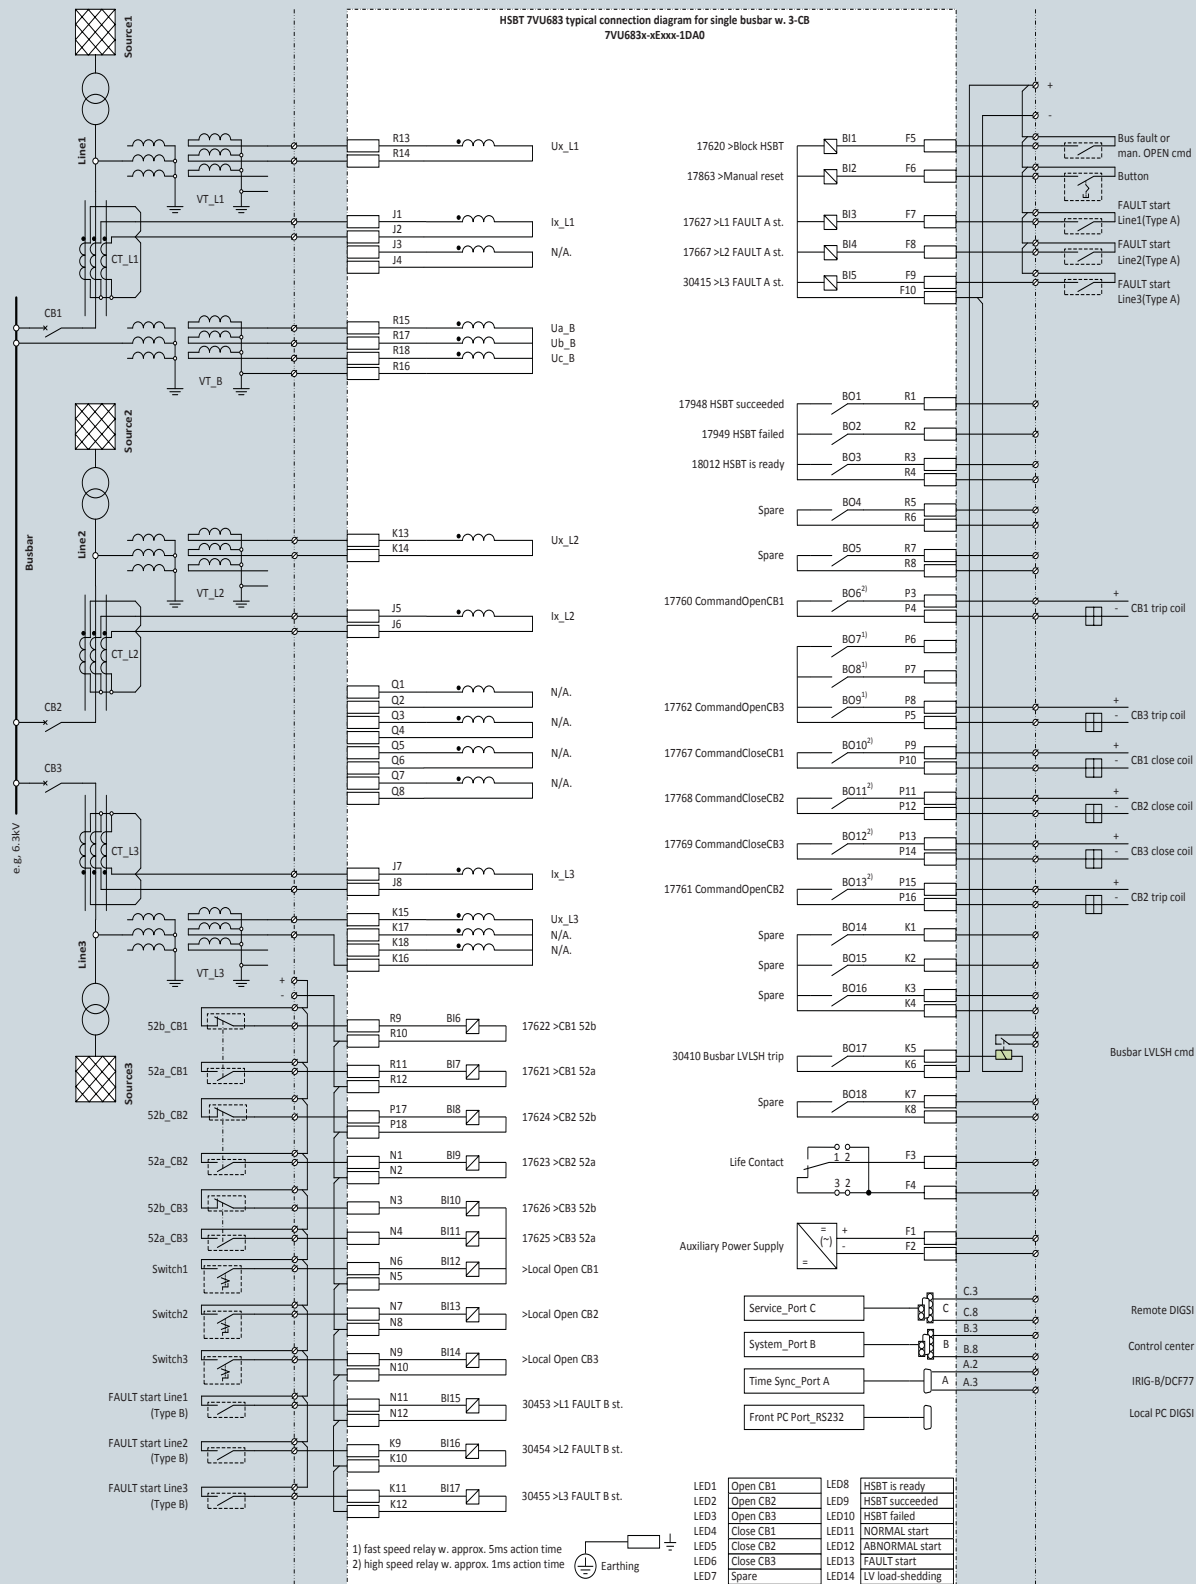 HSBT 7VU683 typical connection diagram for single busbar w. 3-CB
7VU683x-xExxx-1DA0
Source1
Line1
VT_L1
R13
R14
Ux_L1
CT_L1
J1
J2
J3
J4
Ix_L1
N/A.
CB1
VT_B
R15
R17
R18
R16
Ua_B
Ub_B
Uc_B
Source2
Busbar
Line2
VT_L2
K13
K14
Ux_L2
CT_L2
J5
J6
Ix_L2
CB2
Q1
Q2
Q3
Q4
Q5
Q6
Q7
Q8
N/A.
N/A.
N/A.
N/A.
CB3
e.g, 6.3kV
CT_L3
J7
J8
Ix_L3
Line3
VT_L3
K15
K17
K18
K16
Ux_L3
N/A.
N/A.
Source3
+
-
52b_CB1 R9 BI6 17622 >CB1 52b
R10
52a_CB1 R11 BI7 17621 >CB1 52a
R12
52b_CB2 P17 BI8 17624 >CB2 52b
P18
52a_CB2 N1 BI9 17623 >CB2 52a
N2
52b_CB3 N3 BI10 17626 >CB3 52b
52a_CB3 N4 BI11 17625 >CB3 52a
Switch1 N6 BI12 >Local Open CB1
N5
Switch2 N7 BI13 >Local Open CB2
N8
Switch3 N9 BI14 >Local Open CB3
N10
FAULT start Line1
(Type B)
N11 BI15 30453 >L1 FAULT B st.
N12
FAULT start Line2
(Type B)
K9 BI16 30454 >L2 FAULT B st.
K10
FAULT start Line3
(Type B)
K11 BI17 30455 >L3 FAULT B st.
K12
1) fast speed relay w. approx. 5ms action time
2) high speed relay w. approx. 1ms action time
Earthing
+
-
17620 >Block HSBT BI1 F5
Bus fault or
man. OPEN cmd
17863 >Manual reset BI2 F6 Button
17627 >L1 FAULT A st. BI3 F7
FAULT start
Line1(Type A)
17667 >L2 FAULT A st. BI4 F8
FAULT start
Line2(Type A)
30415 >L3 FAULT A st. BI5 F9
F10
FAULT start
Line3(Type A)
17948 HSBT succeeded BO1 R1
17949 HSBT failed BO2 R2
18012 HSBT is ready BO3 R3
R4
Spare BO4 R5
R6
Spare BO5 R7
R8
17760 CommandOpenCB1 BO6 2) P3 +
P4 - CB1 trip coil
BO7 1) P6
BO8 1) P7
17762 CommandOpenCB3 BO9 1) P8 +
P5 - CB3 trip coil
17767 CommandCloseCB1 BO10 2) P9 +
P10 - CB1 close coil
17768 CommandCloseCB2 BO11 2) P11 +
P12 - CB2 close coil
17769 CommandCloseCB3 BO12 2) P13 +
P14 - CB3 close coil
17761 CommandOpenCB2 BO13 2) P15 +
P16 - CB2 trip coil
Spare BO14 K1
Spare BO15 K2
Spare BO16 K3
K4
30410 Busbar LVLSH trip BO17 K5 Busbar LVLSH cmd
K6
Spare BO18 K7
K8
Life Contact 1 2 F3
3 2 F4
Auxiliary Power Supply = (~) = + F1
- F2
Service_Port C C C.3
C.8 Remote DIGSI
System_Port B B B.3
B.8 Control center
Time Sync_Port A A A.2
A.3 IRIG-B/DCF77
Front PC Port_RS232 Local PC DIGSI
LED1 Open CB1 LED8 HSBT is ready
LED2 Open CB2 LED9 HSBT succeeded
LED3 Open CB3 LED10 HSBT failed
LED4 Close CB1 LED11 NORMAL start
LED5 Close CB2 LED12 ABNORMAL start
LED6 Close CB3 LED13 FAULT start
LED7 Spare LED14 LV load-shedding